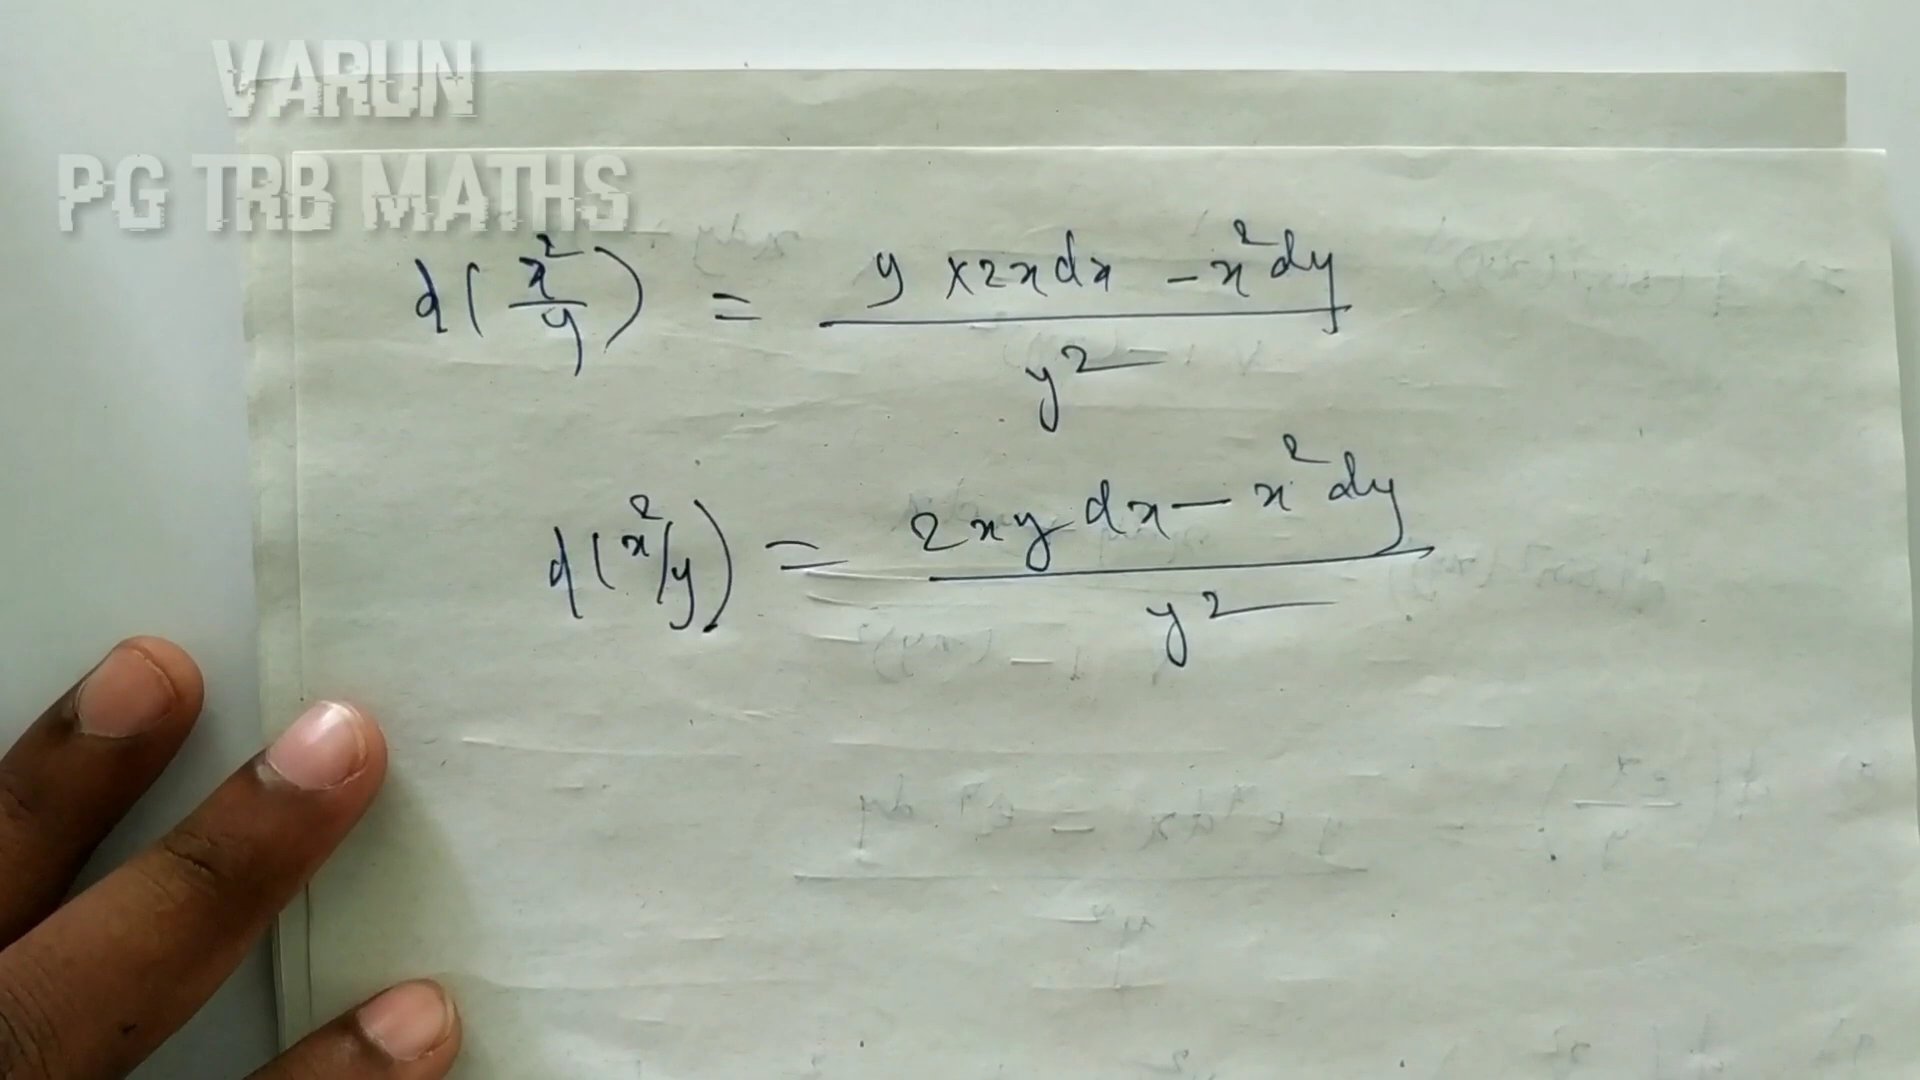 VARUN
PG TRB MATHS
d(x²/y) = y × 2x dx − x² dy / y²
d(x²/y) = 2xy dx − x² dy / y²